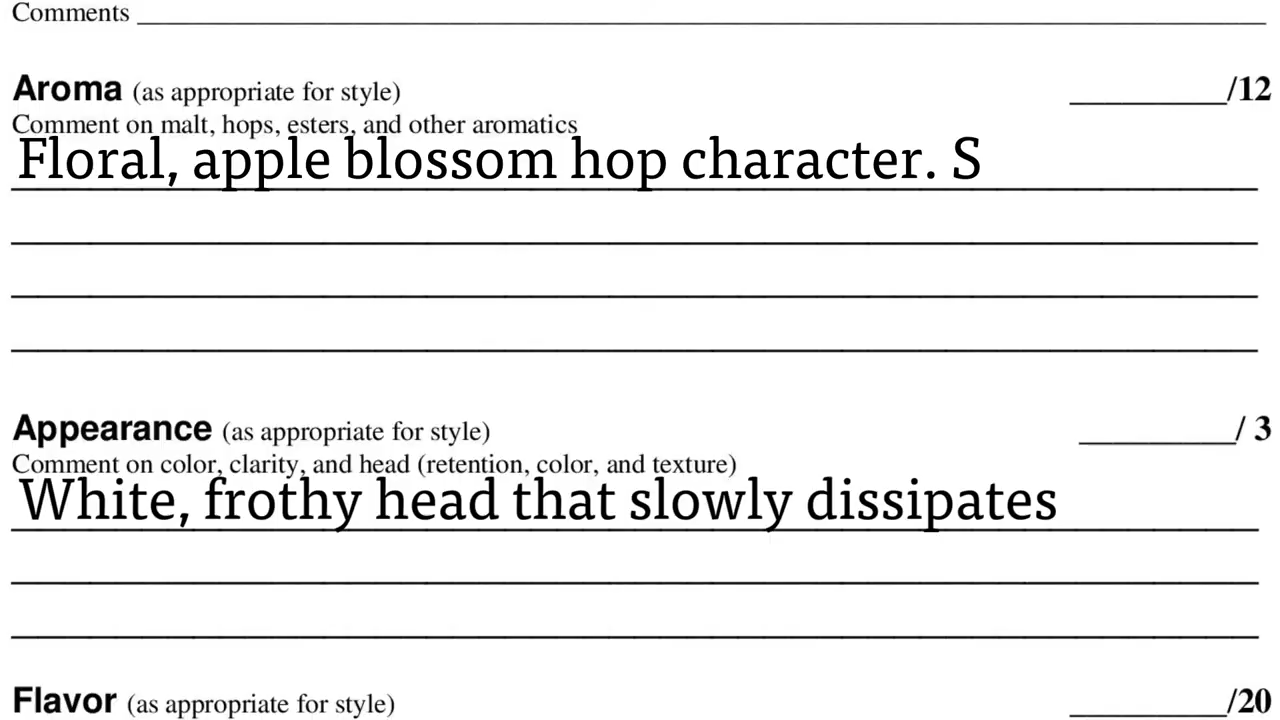 Comments
Aroma (as appropriate for style) /12
Comment on malt, hops, esters, and other aromatics
Floral, apple blossom hop character. S
Appearance (as appropriate for style) / 3
Comment on color, clarity, and head (retention, color, and texture)
White, frothy head that slowly dissipates
Flavor (as appropriate for style) /20